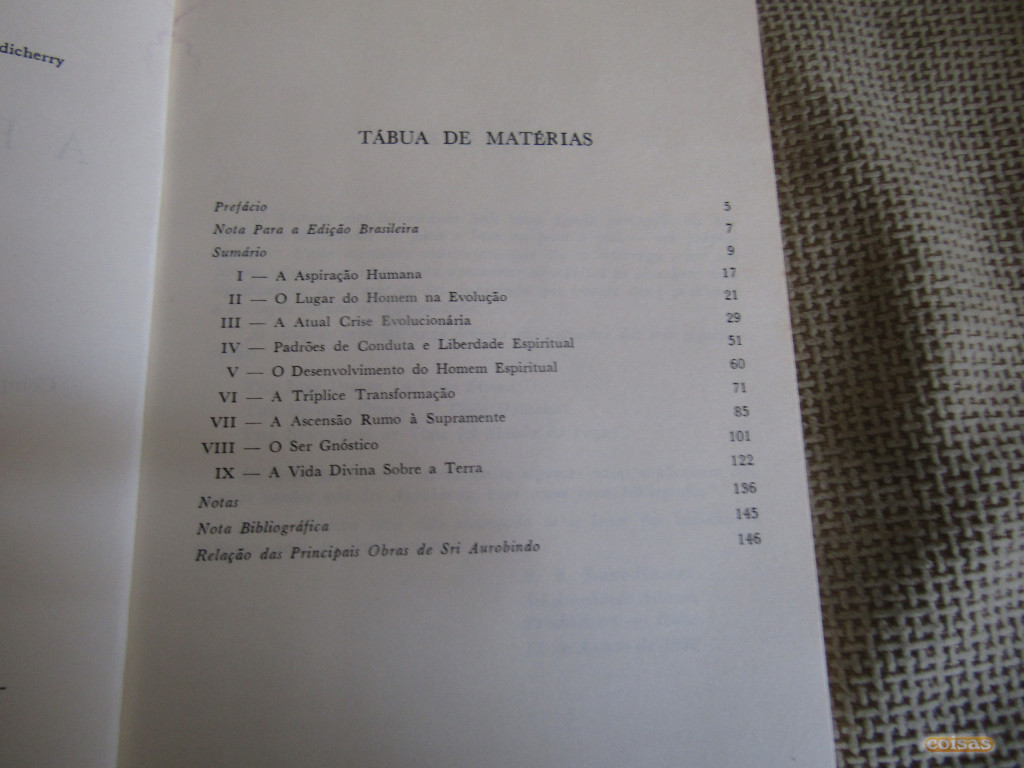 dicherry
TÁBUA DE MATÉRIAS
Prefácio 5
Nota Para a Edição Brasileira 7
Sumário 9
I — A Aspiração Humana 17
II — O Lugar do Homem na Evolução 21
III — A Atual Crise Evolucionária 29
IV — Padrões de Conduta e Liberdade Espiritual 51
V — O Desenvolvimento do Homem Espiritual 60
VI — A Tríplice Transformação 71
VII — A Ascensão Rumo à Supramente 85
VIII — O Ser Gnóstico 101
IX — A Vida Divina Sobre a Terra 122
Notas 136
Nota Bibliográfica 145
Relação das Principais Obras de Sri Aurobindo 146
coisas